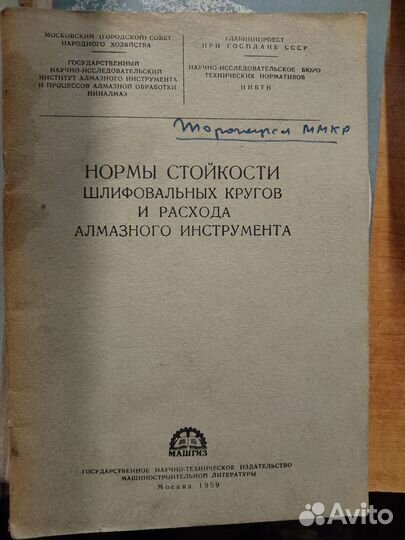 МОСКОВСКИЙ (ГОРОДСКОЙ) СОВЕТ
НАРОДНОГО ХОЗЯЙСТВА
ГОСУДАРСТВЕННЫЙ
НАУЧНО-ИССЛЕДОВАТЕЛЬСКИЙ
ИНСТИТУТ АЛМАЗНОГО ИНСТРУМЕНТА
И ПРОЦЕССОВ АЛМАЗНОЙ ОБРАБОТКИ
НИИАЛМАЗ
ГЛАВНИИПРОЕКТ
ПРИ ГОСПЛАНЕ СССР
НАУЧНО-ИССЛЕДОВАТЕЛЬСКОЕ БЮРО
ТЕХНИЧЕСКИХ НОРМАТИВОВ
НИБТН
ММКР
НОРМЫ СТОЙКОСТИ
ШЛИФОВАЛЬНЫХ КРУГОВ
И РАСХОДА
АЛМАЗНОГО ИНСТРУМЕНТА
МАШГИЗ
ГОСУДАРСТВЕННОЕ НАУЧНО-ТЕХНИЧЕСКОЕ ИЗДАТЕЛЬСТВО
МАШИНОСТРОИТЕЛЬНОЙ ЛИТЕРАТУРЫ
Москва 1959
Avito